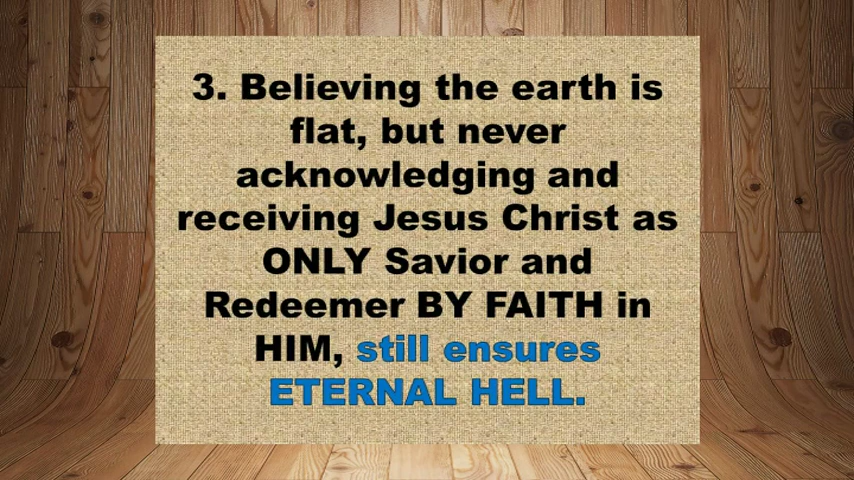 3. Believing the earth is
flat, but never
acknowledging and
receiving Jesus Christ as
ONLY Savior and
Redeemer BY FAITH in
HIM, still ensures
ETERNAL HELL.